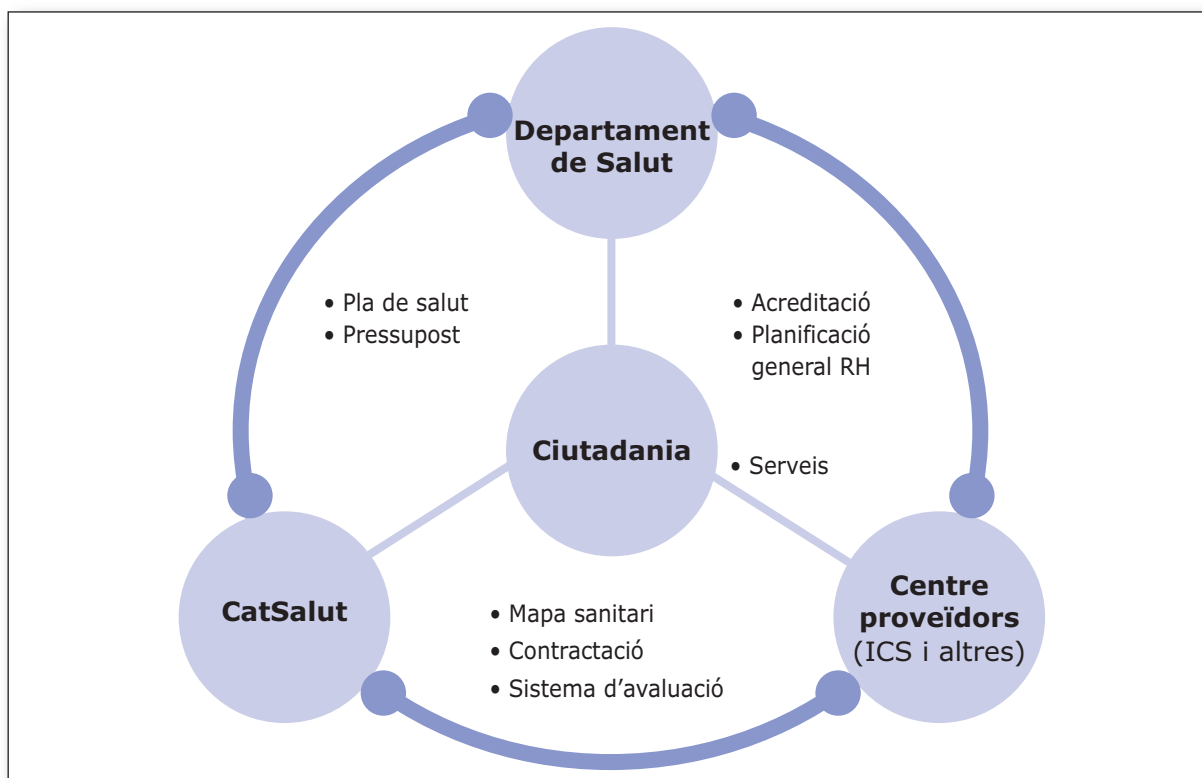 Departament
de Salut
• Pla de salut
• Pressupost
• Acreditació
• Planificació
general RH
Ciutadania
• Serveis
CatSalut
• Mapa sanitari
• Contractació
• Sistema d’avaluació
Centre
proveïdors
(ICS i altres)